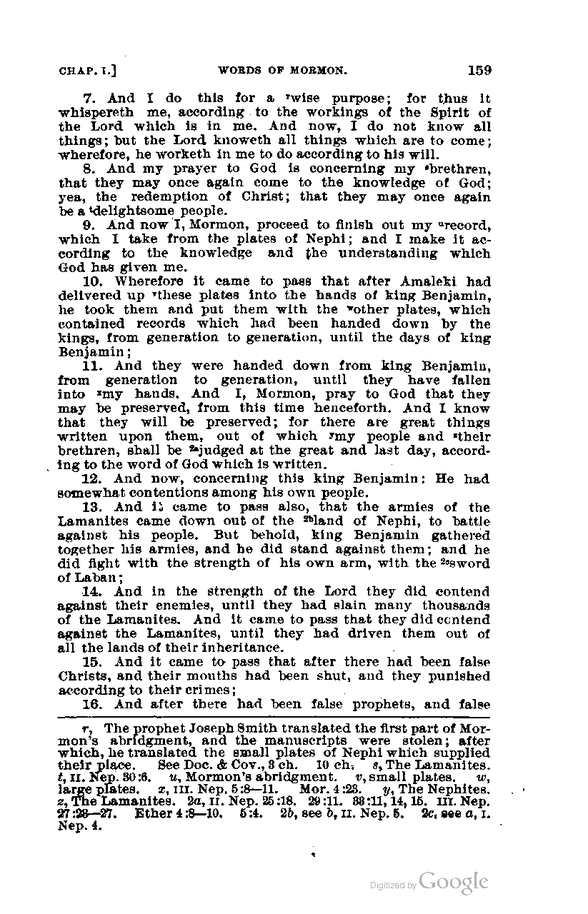 CHAP. I.] WORDS OF MORMON. 159
7. And I do this for a ʳwise purpose; for thus it
whispereth me, according to the workings of the Spirit of
the Lord which is in me. And now, I do not know all
things; but the Lord knoweth all things which are to come;
wherefore, he worketh in me to do according to his will.
8. And my prayer to God is concerning my ˢbrethren,
that they may once again come to the knowledge of God;
yea, the redemption of Christ; that they may once again
be a ᵗdelightsome people.
9. And now I, Mormon, proceed to finish out my ᵘrecord,
which I take from the plates of Nephi; and I make it ac-
cording to the knowledge and the understanding which
God has given me.
10. Wherefore it came to pass that after Amaleki had
delivered up ᵛthese plates into the hands of king Benjamin,
he took them and put them with the ʷother plates, which
contained records which had been handed down by the
kings, from generation to generation, until the days of king
Benjamin;
11. And they were handed down from king Benjamin,
from generation to generation, until they have fallen
into ˣmy hands. And I, Mormon, pray to God that they
may be preserved, from this time henceforth. And I know
that they will be preserved; for there are great things
written upon them, out of which ʸmy people and ᶻtheir
brethren, shall be ²ᵃjudged at the great and last day, accord-
ing to the word of God which is written.
12. And now, concerning this king Benjamin: He had
somewhat contentions among his own people.
13. And it came to pass also, that the armies of the
Lamanites came down out of the ²ᵇland of Nephi, to battle
against his people. But behold, king Benjamin gathered
together his armies, and he did stand against them; and he
did fight with the strength of his own arm, with the ²ᶜsword
of Laban;
14. And in the strength of the Lord they did contend
against their enemies, until they had slain many thousands
of the Lamanites. And it came to pass that they did contend
against the Lamanites, until they had driven them out of
all the lands of their inheritance.
15. And it came to pass that after there had been false
Christs, and their mouths had been shut, and they punished
according to their crimes;
16. And after there had been false prophets, and false
r, The prophet Joseph Smith translated the first part of Mor-
mon's abridgment, and the manuscripts were stolen; after
which, he translated the small plates of Nephi which supplied
their place. See Doc. & Cov., 3 ch. 10 ch. s, The Lamanites.
t, II. Nep. 30:6. u, Mormon's abridgment. v, small plates. w,
large plates. x, III. Nep. 5:8—11. Mor. 4:23. y, The Nephites.
z, The Lamanites. 2a, II. Nep. 25:18. 29:11. 33:11, 14, 15. III. Nep.
27:23—27. Ether 4:8—10. 5:4. 2b, see b, II. Nep. 5. 2c, see a, I.
Nep. 4.
Digitized by Google